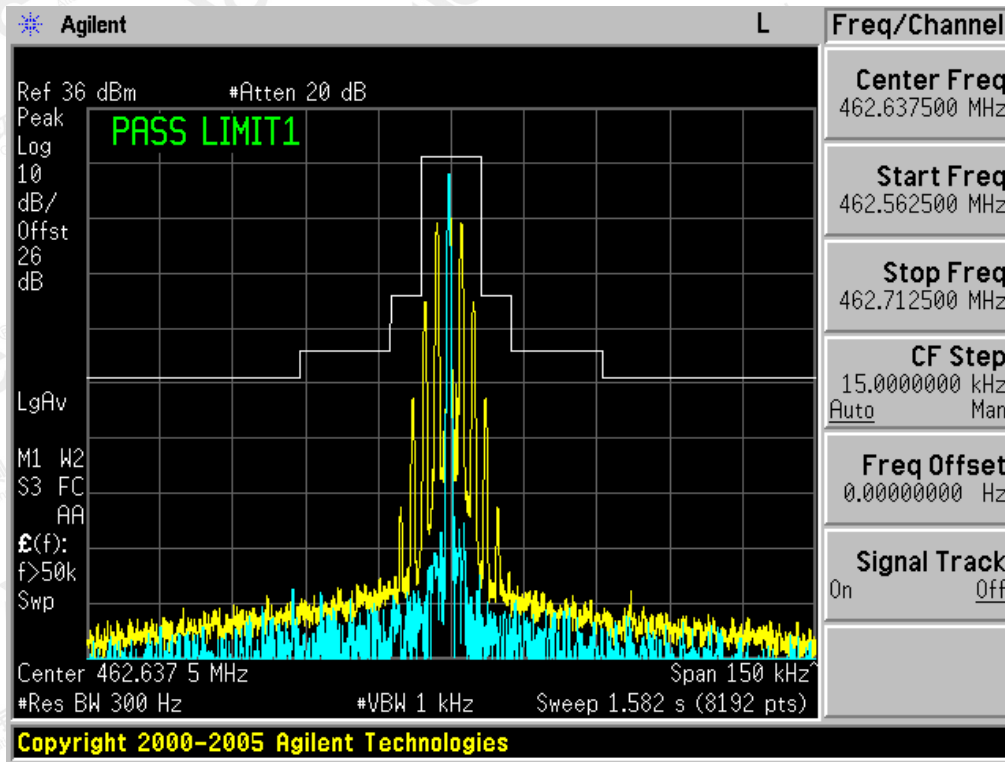 Agilent L
Ref 36 dBm #Atten 20 dB
Peak
Log
10
dB/
Offst
26
dB
PASS LIMIT1
LgAv
M1 W2
S3 FC
AA
£(f):
f>50k
Swp
Center 462.637 5 MHz Span 150 kHz^
#Res BW 300 Hz #VBW 1 kHz Sweep 1.582 s (8192 pts)
Copyright 2000-2005 Agilent Technologies
Freq/Channel
Center Freq
462.637500 MHz
Start Freq
462.562500 MHz
Stop Freq
462.712500 MHz
CF Step
15.0000000 kHz
Auto Man
Freq Offset
0.00000000 Hz
Signal Track
On Off